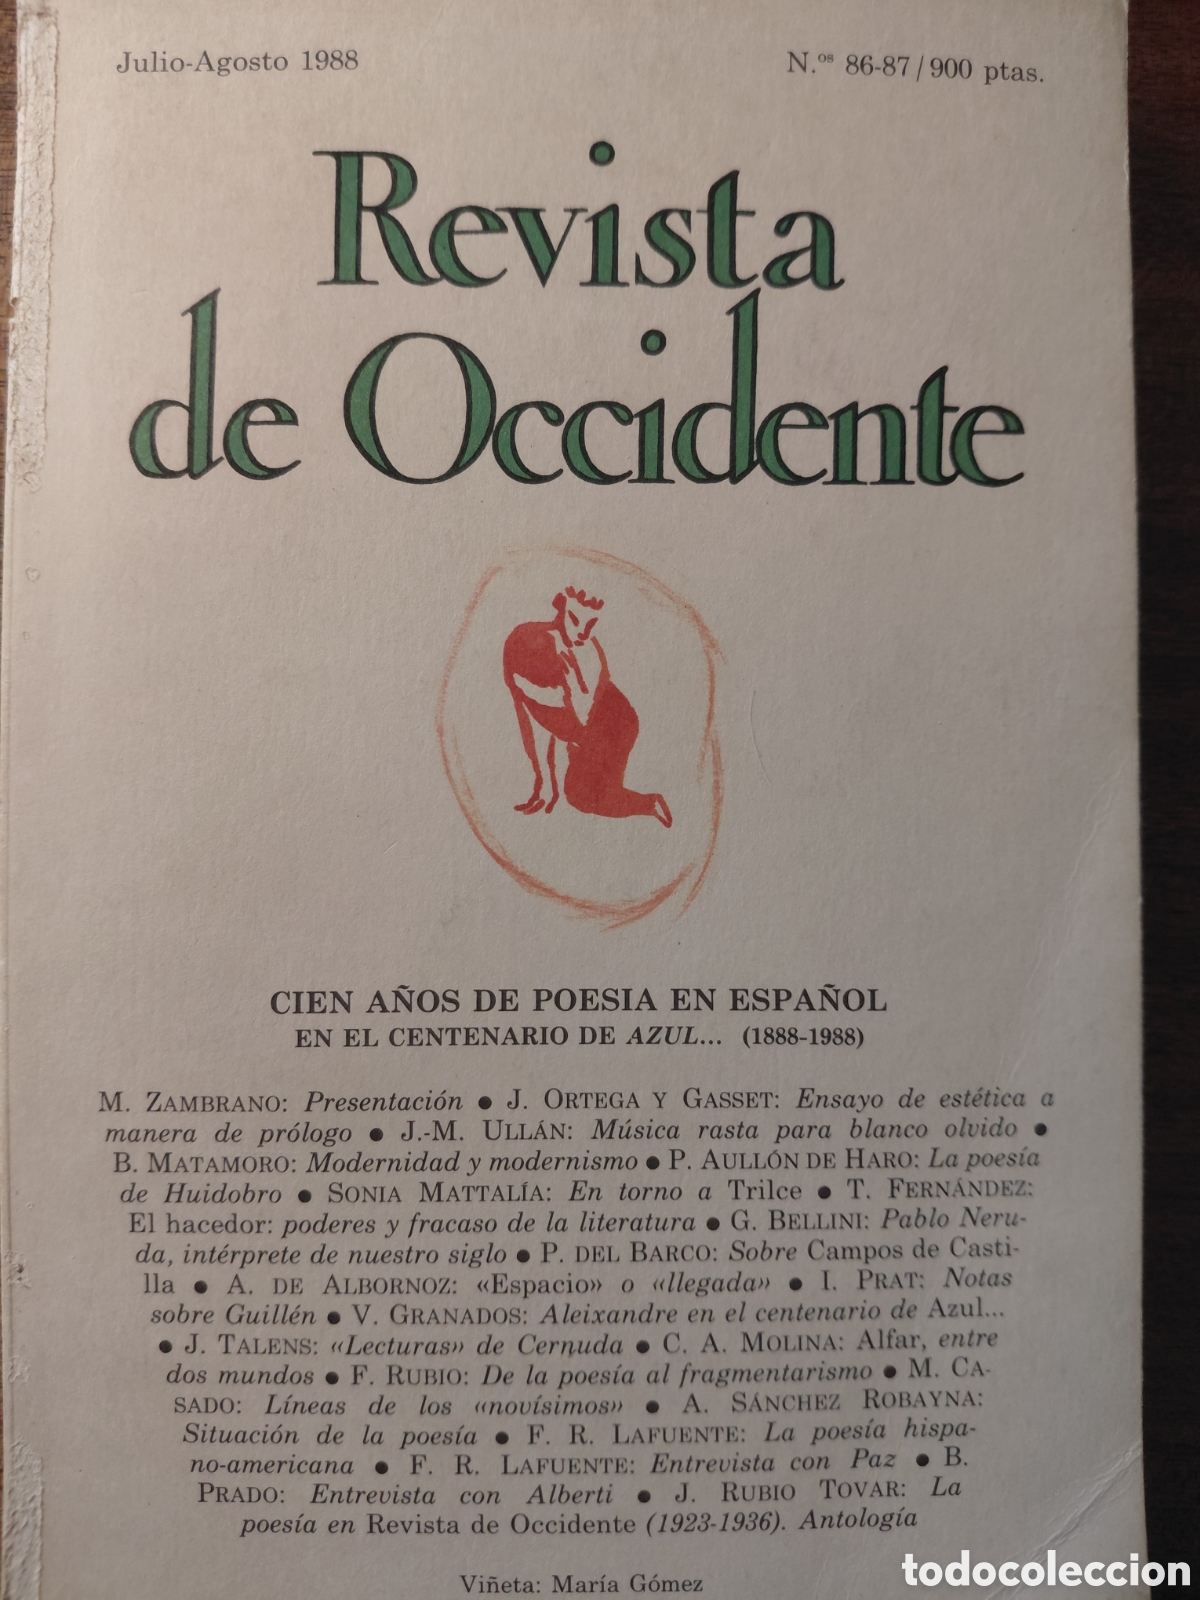 Julio-Agosto 1988
N.os 86-87 / 900 ptas.
Revista
de Occidente
CIEN AÑOS DE POESIA EN ESPAÑOL
EN EL CENTENARIO DE AZUL... (1888-1988)
M. ZAMBRANO: Presentación ● J. ORTEGA Y GASSET: Ensayo de estética a
manera de prólogo ● J.-M. ULLÁN: Música rasta para blanco olvido ●
B. MATAMORO: Modernidad y modernismo ● P. AULLÓN DE HARO: La poesía
de Huidobro ● SONIA MATTALÍA: En torno a Trilce ● T. FERNÁNDEZ:
El hacedor: poderes y fracaso de la literatura ● G. BELLINI: Pablo Neru-
da, intérprete de nuestro siglo ● P. DEL BARCO: Sobre Campos de Casti-
lla ● A. DE ALBORNOZ: «Espacio» o «llegada» ● I. PRAT: Notas
sobre Guillén ● V. GRANADOS: Aleixandre en el centenario de Azul...
● J. TALENS: «Lecturas» de Cernuda ● C. A. MOLINA: Alfar, entre
dos mundos ● F. RUBIO: De la poesía al fragmentarismo ● M. CA-
SADO: Líneas de los «novísimos» ● A. SÁNCHEZ ROBAYNA:
Situación de la poesía ● F. R. LAFUENTE: La poesía hispa-
no-americana ● F. R. LAFUENTE: Entrevista con Paz ● B.
PRADO: Entrevista con Alberti ● J. RUBIO TOVAR: La
poesía en Revista de Occidente (1923-1936). Antología
Viñeta: María Gómez
todocoleccion